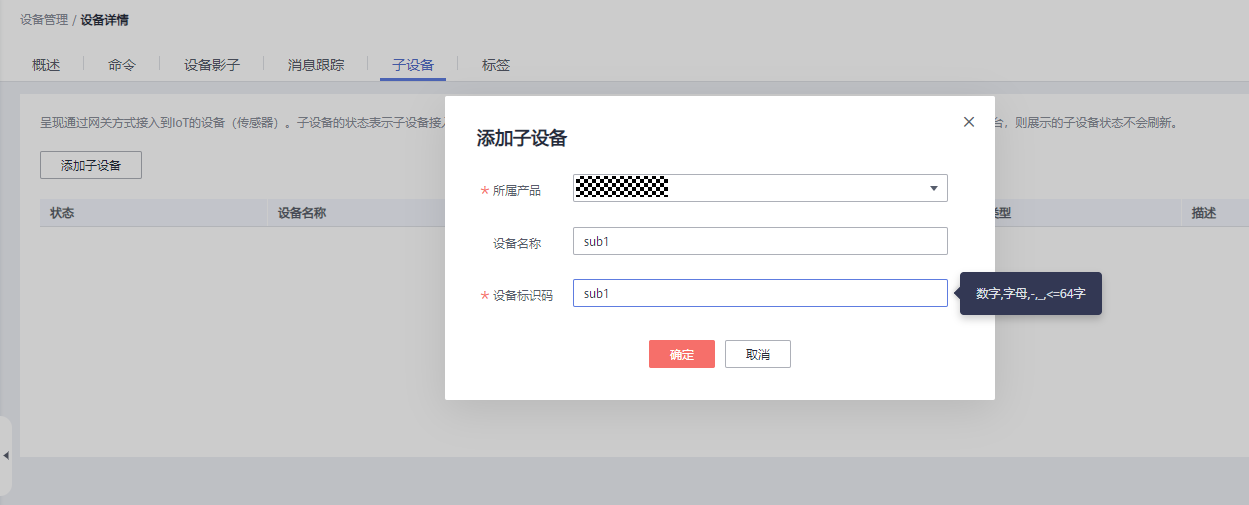 设备管理 / 设备详情
概述 命令 设备影子 消息跟踪 子设备 标签
呈现通过网关方式接入到IoT的设备（传感器）。子设备的状态表示子设备接入
台，则展示的子设备状态不会刷新。
添加子设备
状态 设备名称 类型 描述
添加子设备
* 所属产品
设备名称 sub1
* 设备标识码 sub1
数字,字母,-,_,<=64字
确定 取消